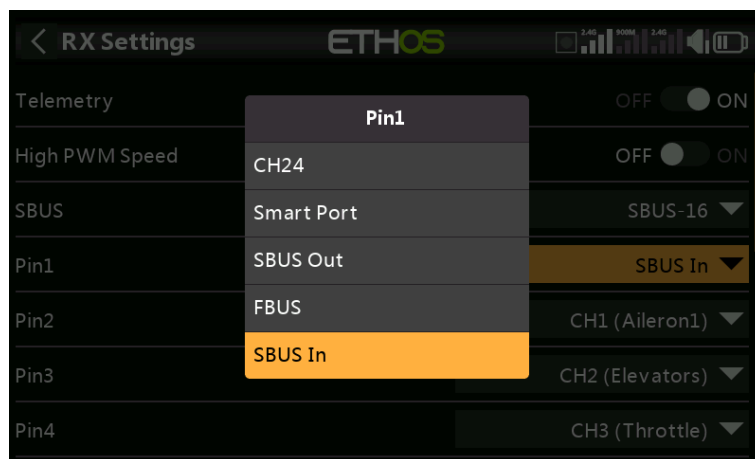 RX Settings ETHOS 2.4G 900M 2.4G
Telemetry OFF ON
High PWM Speed OFF ON
SBUS SBUS-16
Pin1 SBUS In
Pin2 CH1 (Aileron1)
Pin3 CH2 (Elevators)
Pin4 CH3 (Throttle)
Pin1
CH24
Smart Port
SBUS Out
FBUS
SBUS In